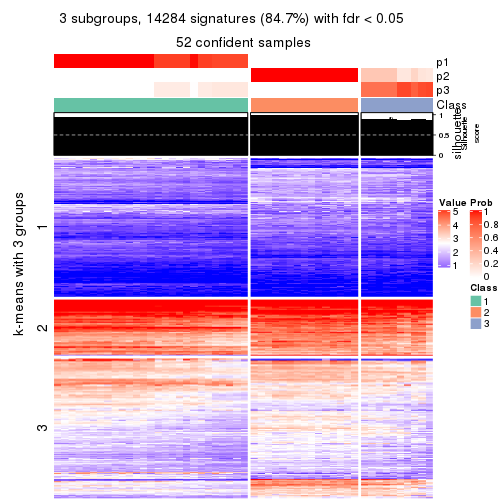 3 subgroups, 14284 signatures (84.7%) with fdr < 0.05
52 confident samples
p1
p2
p3
Class
silhouette
Silhouette
score
1
0.5
0
k-means with 3 groups
1
2
3
Value
5
4
3
2
1
Prob
1
0.8
0.6
0.4
0.2
0
Class
1
2
3